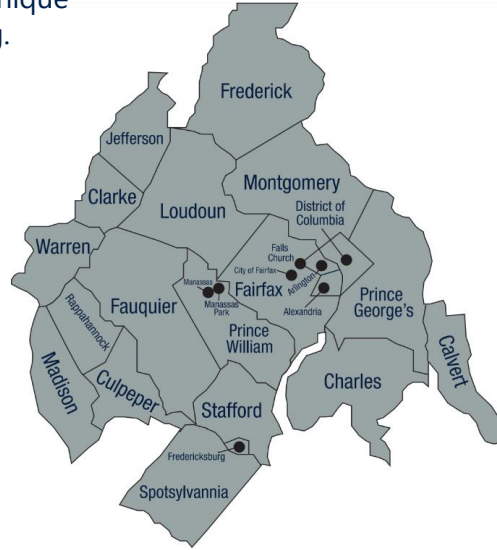 nique
g.
Frederick
Jefferson
Clarke
Loudoun
Montgomery
District of
Columbia
Warren
Falls
Church
City of Fairfax
Arlington
Manassas
Manassas
Park
Fairfax
Alexandria
Prince
George's
Rappahannock
Fauquier
Prince
William
Madison
Culpeper
Stafford
Charles
Calvert
Fredericksburg
Spotsylvannia